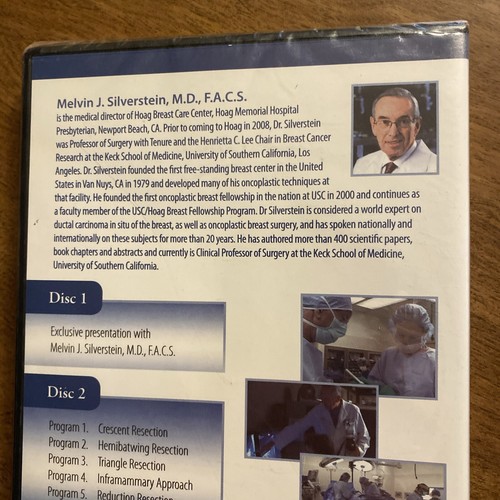 Melvin J. Silverstein, M.D., F.A.C.S.
is the medical director of Hoag Breast Care Center, Hoag Memorial Hospital
Presbyterian, Newport Beach, CA. Prior to coming to Hoag in 2008, Dr. Silverstein
was Professor of Surgery with Tenure and the Henrietta C. Lee Chair in Breast Cancer
Research at the Keck School of Medicine, University of Southern California, Los
Angeles. Dr. Silverstein founded the first free-standing breast center in the United
States in Van Nuys, CA in 1979 and developed many of his oncoplastic techniques at
that facility. He founded the first oncoplastic breast fellowship in the nation at USC in 2000 and continues as
a faculty member of the USC/Hoag Breast Fellowship Program. Dr Silverstein is considered a world expert on
ductal carcinoma in situ of the breast, as well as oncoplastic breast surgery, and has spoken nationally and
internationally on these subjects for more than 20 years. He has authored more than 400 scientific papers,
book chapters and abstracts and currently is Clinical Professor of Surgery at the Keck School of Medicine,
University of Southern California.
Disc 1
Exclusive presentation with
Melvin J. Silverstein, M.D., F.A.C.S.
Disc 2
Program 1. Crescent Resection
Program 2. Hemibatwing Resection
Program 3. Triangle Resection
Program 4. Inframammary Approach
Program 5. Reduction Resection